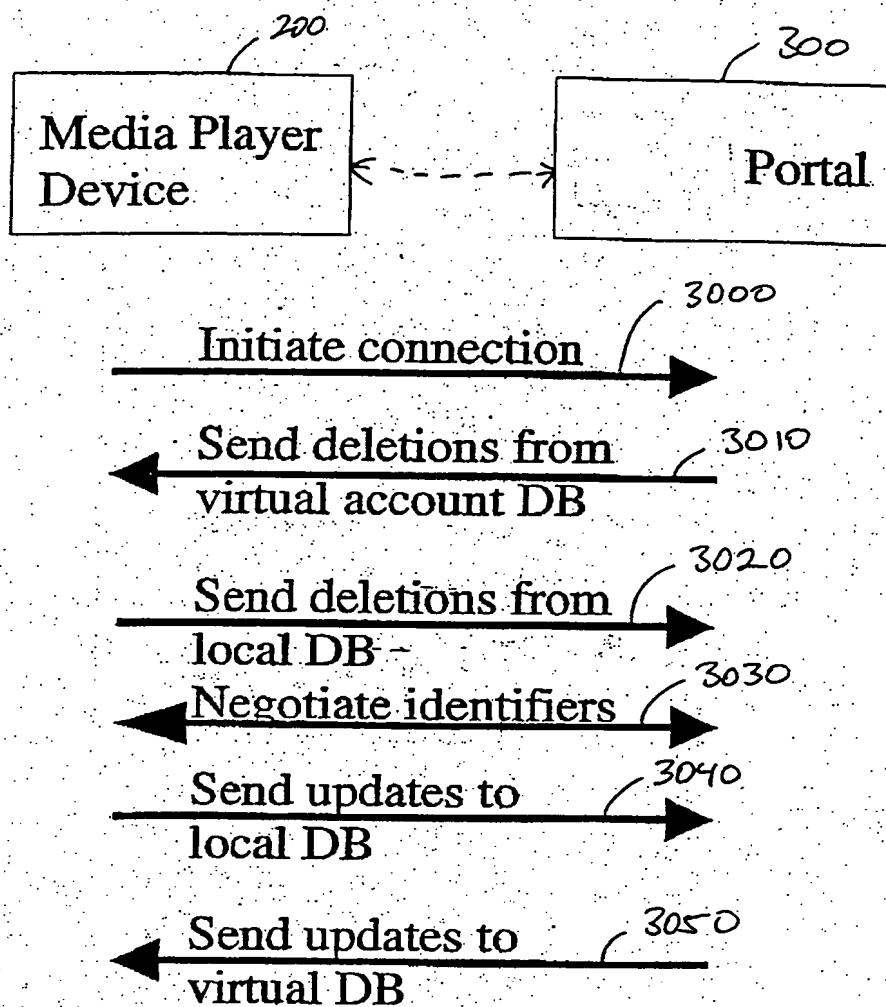 200
300
Media Player
Device
Portal
3000
Initiate connection
3010
Send deletions from
virtual account DB
3020
Send deletions from
local DB
3030
Negotiate identifiers
3040
Send updates to
local DB
3050
Send updates to
virtual DB